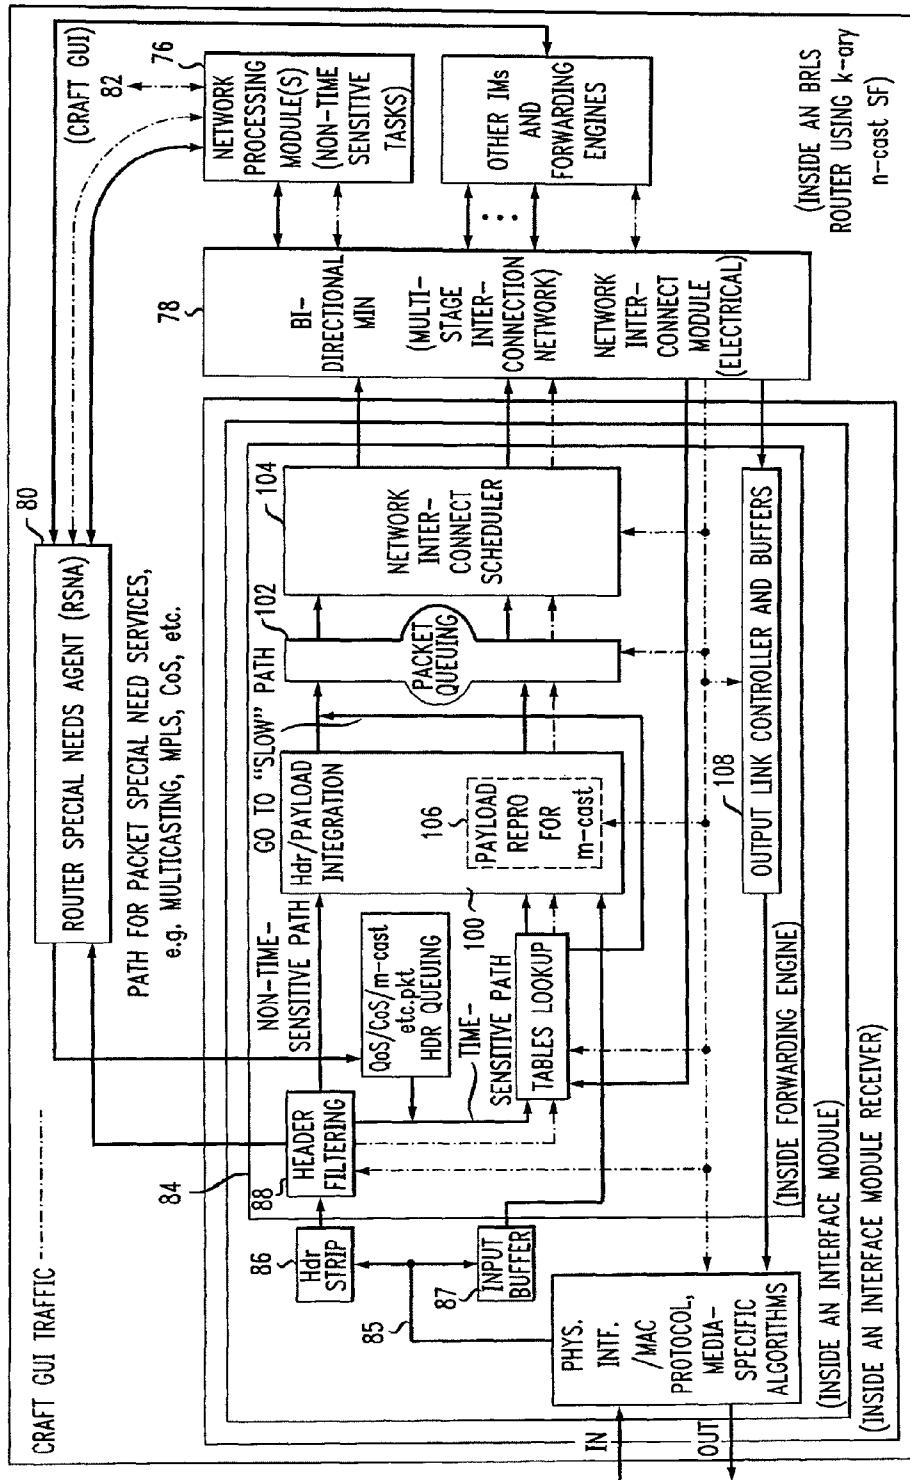 CRAFT GUI TRAFFIC
80
ROUTER SPECIAL NEEDS AGENT (RSNA)
PATH FOR PACKET SPECIAL NEED SERVICES,
e.g. MULTICASTING, MPLS, CoS, etc.
(CRAFT GUI)
82
76
NETWORK
PROCESSING
MODULE(S)
(NON-TIME
SENSITIVE
TASKS)
OTHER IMs
AND
FORWARDING
ENGINES
(INSIDE AN BRLS
ROUTER USING k-ary
n-cast SF)
78
BI-
DIRECTIONAL
MIN
(MULTI-
STAGE
INTER-
CONNECTION
NETWORK)
NETWORK
INTER-
CONNECT
MODULE
(ELECTRICAL)
84
88
HEADER
FILTERING
NON-TIME-
SENSITIVE PATH
QoS/CoS/m-cast
etc.pkt
HDR QUEUING
TIME-
SENSITIVE PATH
TABLES LOOKUP
GO TO "SLOW" PATH
Hdr/PAYLOAD
INTEGRATION
100
106
PAYLOAD
REPRO
FOR
m-cast
102
PACKET
QUEUING
104
NETWORK
INTER-
CONNECT
SCHEDULER
108
OUTPUT LINK CONTROLLER AND BUFFERS
86
Hdr
STRIP
85
87
INPUT
BUFFER
PHYS.
INTF.
/MAC
PROTOCOL,
MEDIA-
SPECIFIC
ALGORITHMS
IN
OUT
(INSIDE FORWARDING ENGINE)
(INSIDE AN INTERFACE MODULE)
(INSIDE AN INTERFACE MODULE RECEIVER)